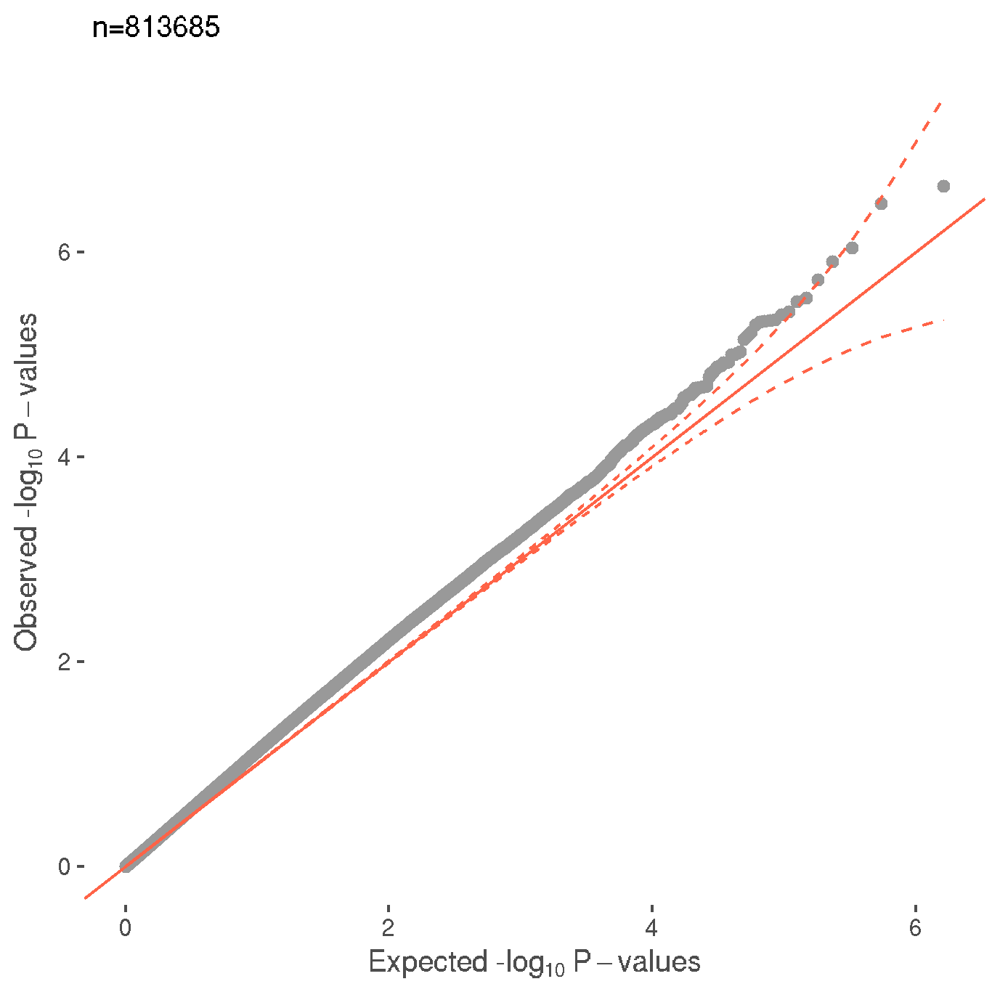 n=813685
6
4
2
0
Observed -log10 P−values
0 2 4 6
Expected -log10 P−values